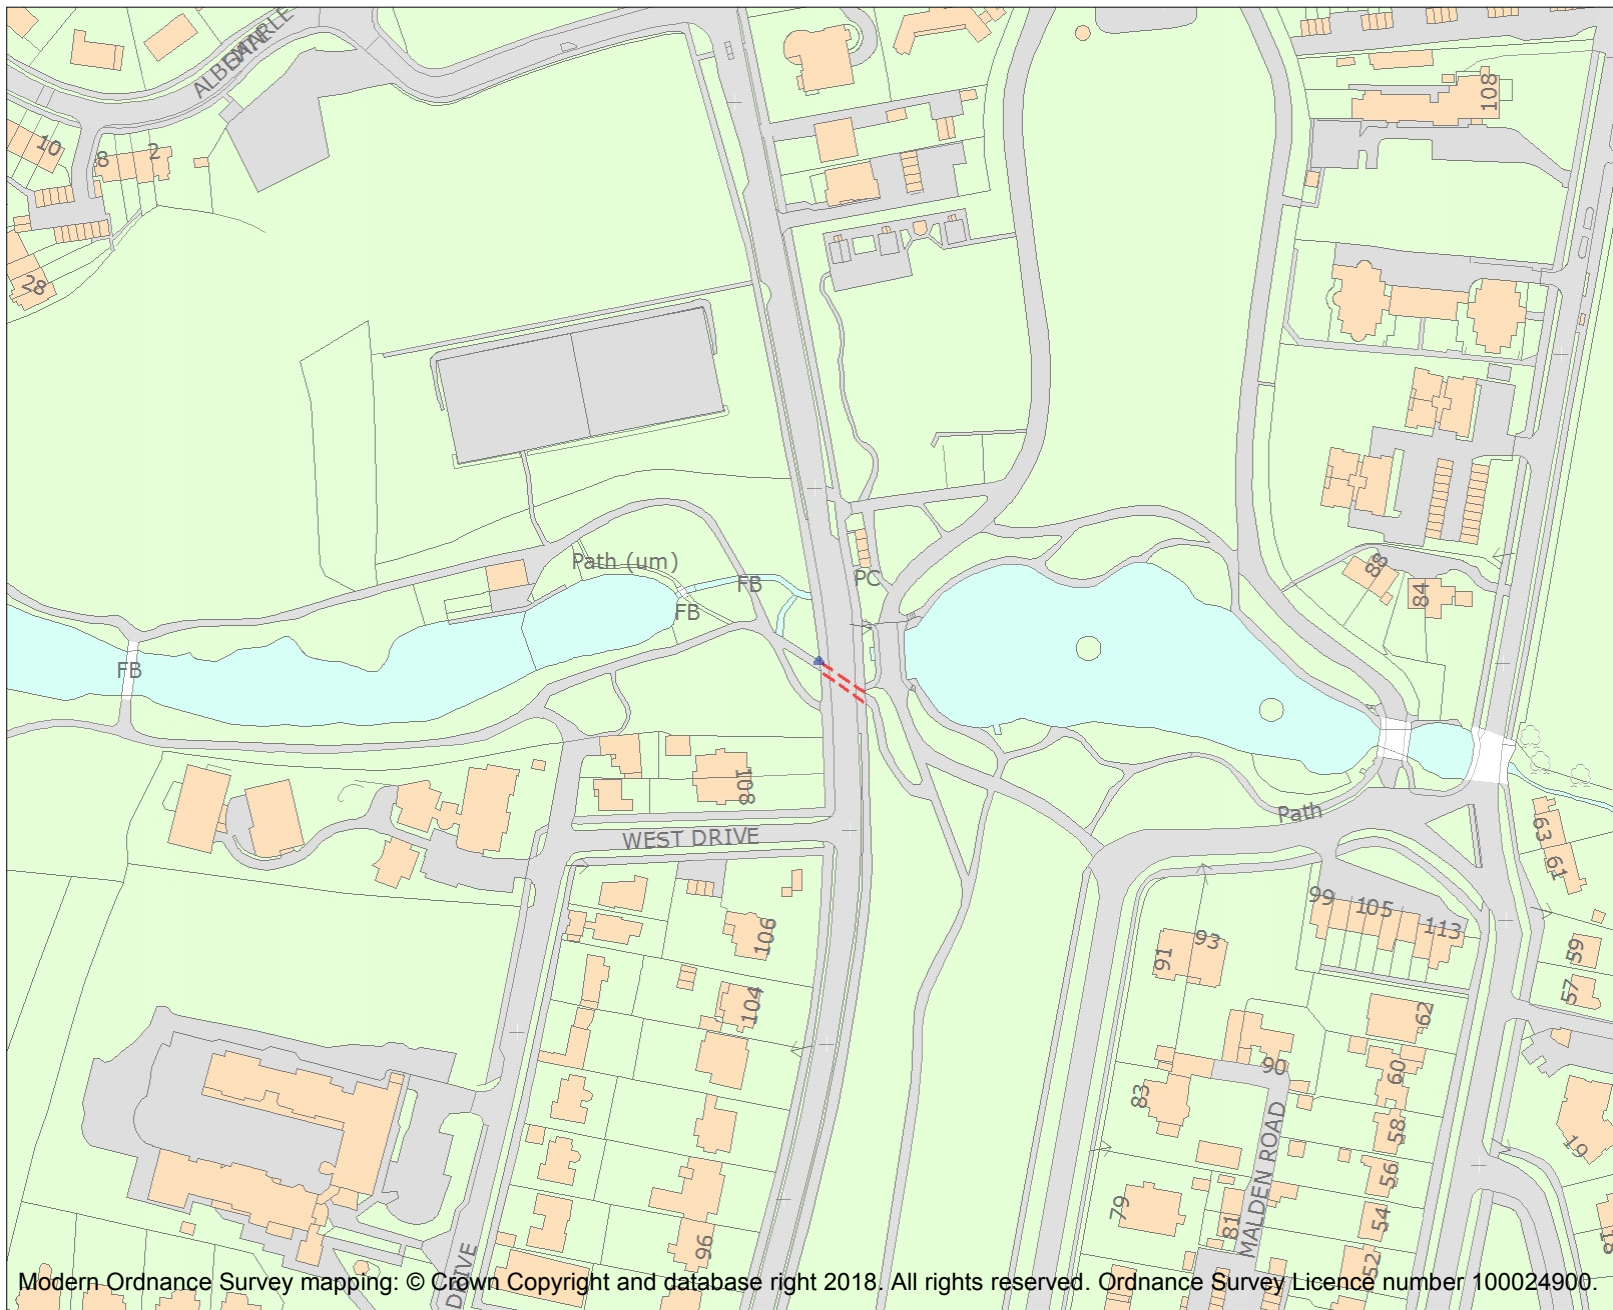 ALBEMARLE
108
10
8
2
28
Path (um)
FB
PC
88
84
FB
FB
108
WEST DRIVE
Path
63
61
99
105
113
106
91
93
59
57
104
62
90
60
83
58
MALDEN ROAD
19
56
79
54
81
96
52
81
DRIVE
Modern Ordnance Survey mapping: © Crown Copyright and database right 2018. All rights reserved. Ordnance Survey Licence number 100024900.